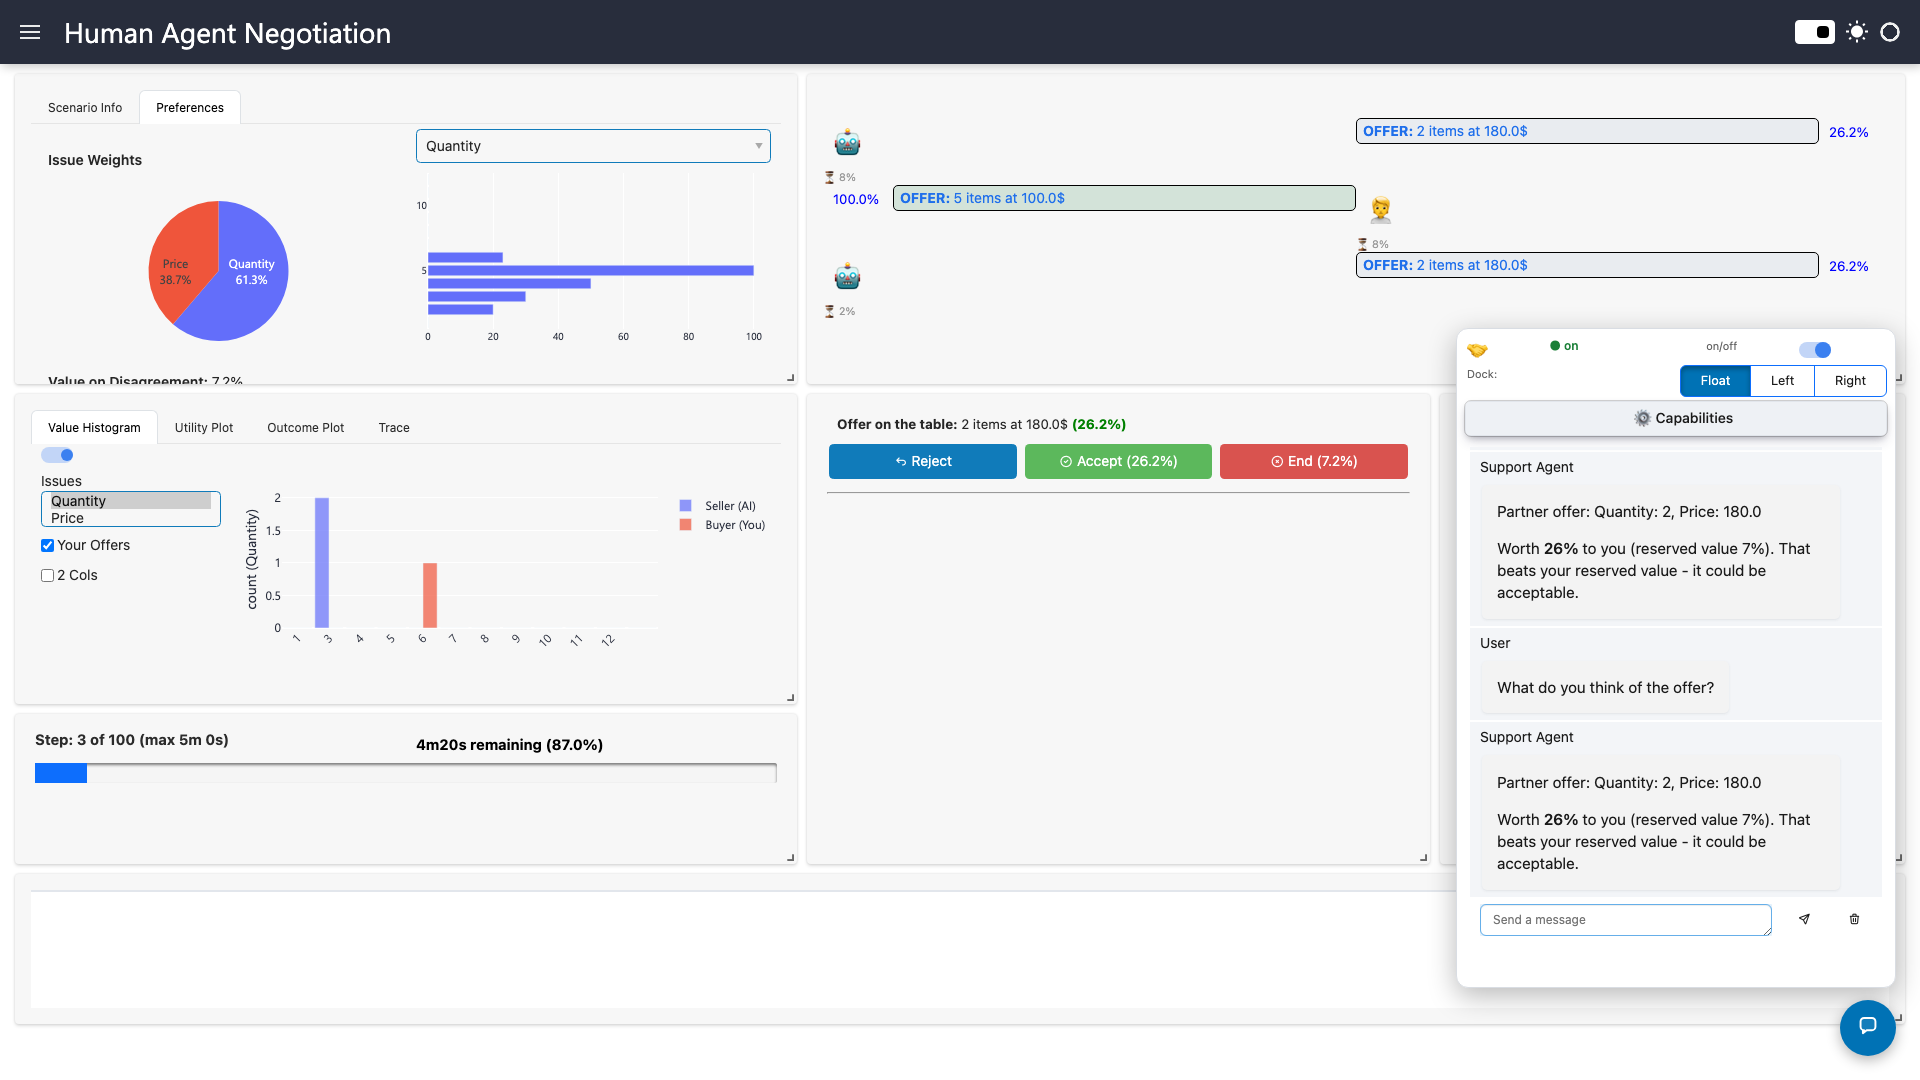 Human Agent Negotiation
Scenario Info
Preferences
Issue Weights
Price
38.7%
Quantity
61.3%
Quantity
10
5
0
20
40
60
80
100
Value on Disagreement: 7.2%
OFFER: 2 items at 180.0$
26.2%
8%
100.0%
OFFER: 5 items at 100.0$
8%
OFFER: 2 items at 180.0$
26.2%
2%
Value Histogram
Utility Plot
Outcome Plot
Trace
Issues
Quantity
Price
Your Offers
2 Cols
count (Quantity)
2
1.5
1
0.5
0
1
3
4
5
6
7
8
9
10
11
12
Seller (AI)
Buyer (You)
Step: 3 of 100 (max 5m 0s)
4m20s remaining (87.0%)
Offer on the table: 2 items at 180.0$ (26.2%)
Reject
Accept (26.2%)
End (7.2%)
on
on/off
Dock:
Float
Left
Right
Capabilities
Support Agent
Partner offer: Quantity: 2, Price: 180.0
Worth 26% to you (reserved value 7%). That
beats your reserved value - it could be
acceptable.
User
What do you think of the offer?
Support Agent
Partner offer: Quantity: 2, Price: 180.0
Worth 26% to you (reserved value 7%). That
beats your reserved value - it could be
acceptable.
Send a message